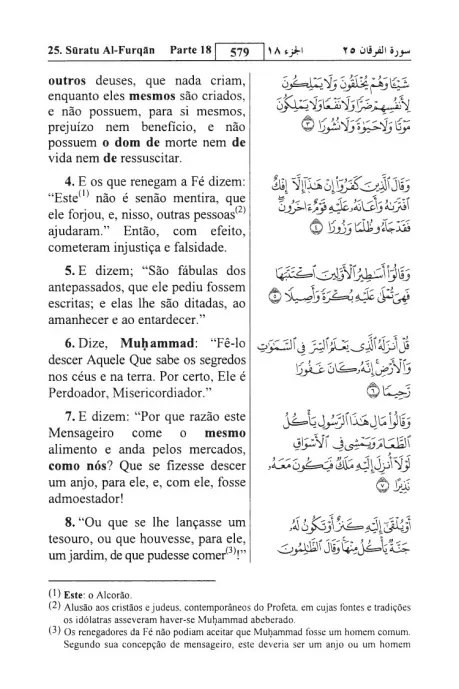 25. Sūratu Al-Furqān Parte 18 579 الجزء ١٨ سورة الفرقان ٢٥
outros deuses, que nada criam,
enquanto eles mesmos são criados,
e não possuem, para si mesmos,
prejuízo nem benefício, e não
possuem o dom de morte nem de
vida nem de ressuscitar.
4. E os que renegam a Fé dizem:
“Este(1) não é senão mentira, que
ele forjou, e, nisso, outras pessoas(2)
ajudaram.” Então, com efeito,
cometeram injustiça e falsidade.
5. E dizem; “São fábulas dos
antepassados, que ele pediu fossem
escritas; e elas lhe são ditadas, ao
amanhecer e ao entardecer.”
6. Dize, Muḥammad: “Fê-lo
descer Aquele Que sabe os segredos
nos céus e na terra. Por certo, Ele é
Perdoador, Misericordiador.”
7. E dizem: “Por que razão este
Mensageiro come o mesmo
alimento e anda pelos mercados,
como nós? Que se fizesse descer
um anjo, para ele, e, com ele, fosse
admoestador!
8. “Ou que se lhe lançasse um
tesouro, ou que houvesse, para ele,
um jardim, de que pudesse comer(3)!”
شَيْئًا وَهُمْ يُخْلَقُونَ وَلَا يَمْلِكُونَ
لِأَنفُسِهِمْ ضَرًّا وَلَا نَفْعًا وَلَا يَمْلِكُونَ
مَوْتًا وَلَا حَيَوٰةً وَلَا نُشُورًا ٣
وَقَالَ ٱلَّذِينَ كَفَرُوٓا۟ إِنْ هَٰذَآ إِلَّآ إِفْكٌ
ٱفْتَرَىٰهُ وَأَعَانَهُۥ عَلَيْهِ قَوْمٌ ءَاخَرُونَ ۖ
فَقَدْ جَآءُو ظُلْمًا وَزُورًا ٤
وَقَالُوٓا۟ أَسَٰطِيرُ ٱلْأَوَّلِينَ ٱكْتَتَبَهَا
فَهِىَ تُمْلَىٰ عَلَيْهِ بُكْرَةً وَأَصِيلًا ٥
قُلْ أَنزَلَهُ ٱلَّذِى يَعْلَمُ ٱلسِّرَّ فِى ٱلسَّمَٰوَٰتِ
وَٱلْأَرْضِ ۚ إِنَّهُۥ كَانَ غَفُورًا
رَّحِيمًا ٦
وَقَالُوا۟ مَالِ هَٰذَا ٱلرَّسُولِ يَأْكُلُ
ٱلطَّعَامَ وَيَمْشِى فِى ٱلْأَسْوَاقِ ۙ
لَوْلَآ أُنزِلَ إِلَيْهِ مَلَكٌ فَيَكُونَ مَعَهُۥ
نَذِيرًا ٧
أَوْ يُلْقَىٰٓ إِلَيْهِ كَنزٌ أَوْ تَكُونُ لَهُۥ
جَنَّةٌ يَأْكُلُ مِنْهَا ۚ وَقَالَ ٱلظَّٰلِمُونَ
(1) Este: o Alcorão.
(2) Alusão aos cristãos e judeus, contemporâneos do Profeta, em cujas fontes e tradições
os idólatras asseveram haver-se Muḥammad abeberado.
(3) Os renegadores da Fé não podiam aceitar que Muḥammad fosse um homem comum.
Segundo sua concepção de mensageiro, este deveria ser um anjo ou um homem